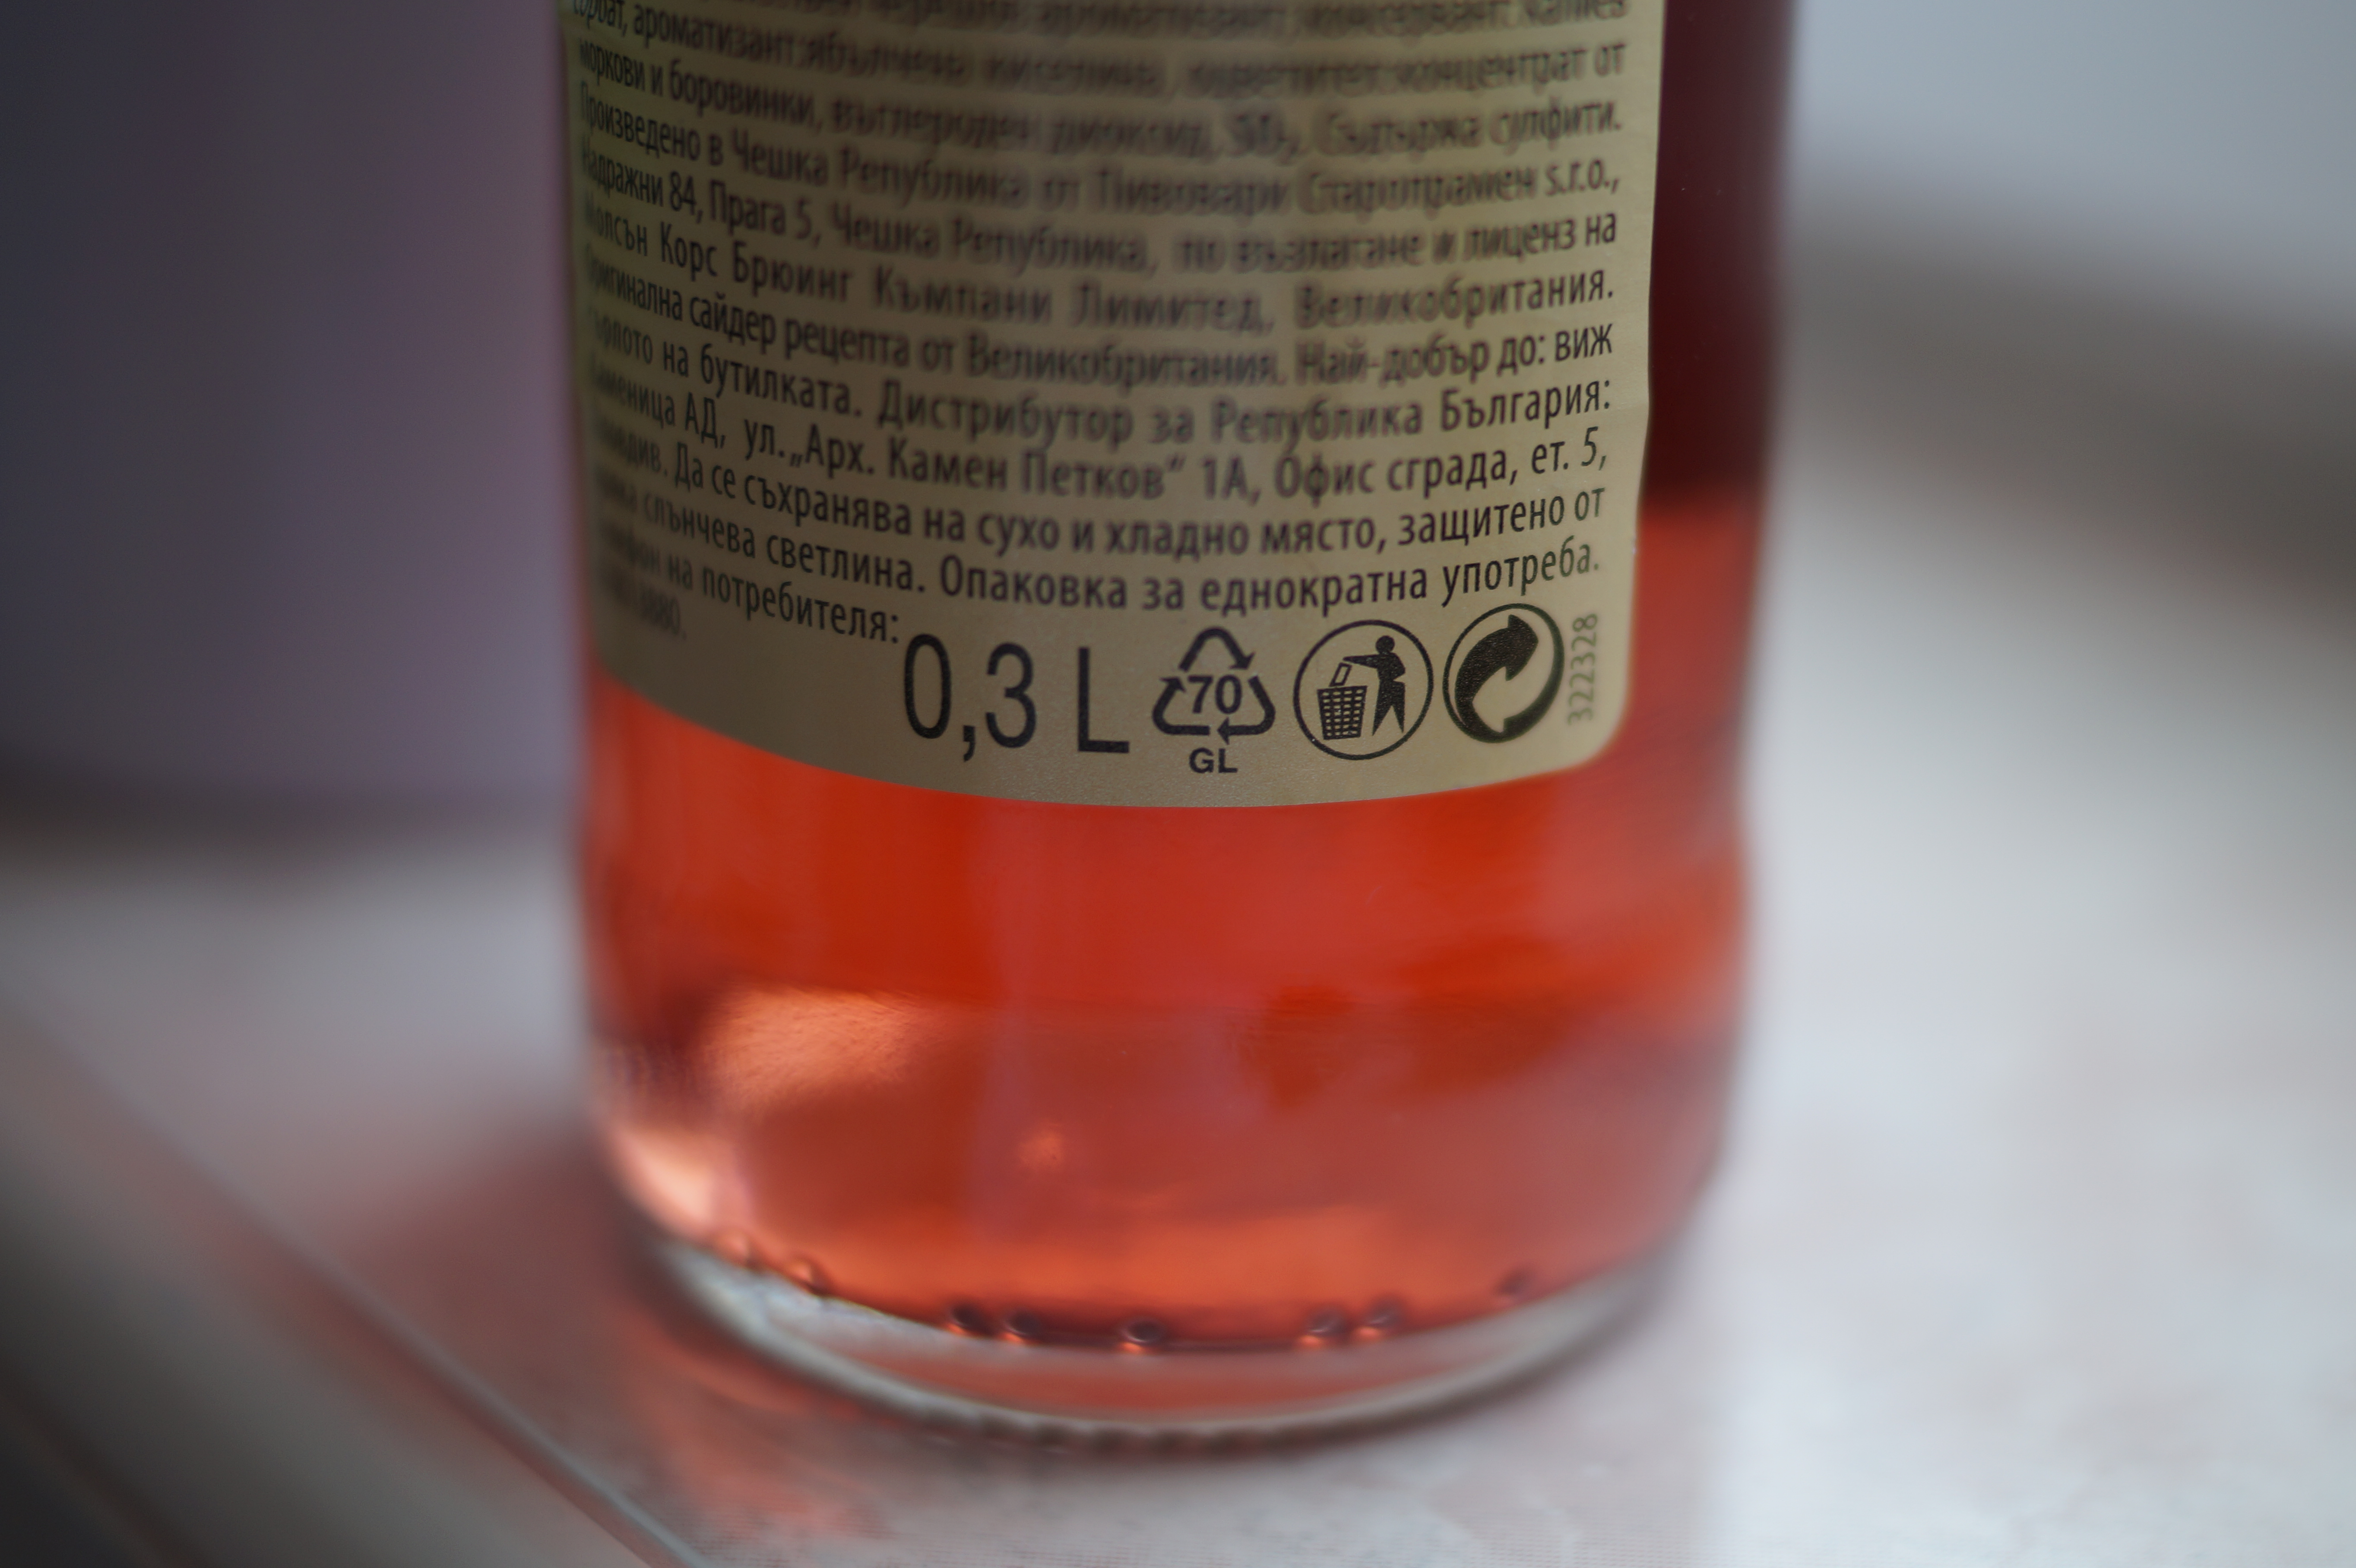 ароматизант, консервант: калиев
сорбат, ароматизант: ябълчена киселина, оцветител: концентрат от
моркови и боровинки, въглероден диоксид, SO₂. Съдържа сулфити.
Произведено в Чешка Република от Пивовари Старопрамен s.r.o.,
Надражни 84, Прага 5, Чешка Република, по възлагане и лиценз на
Молсън Корс Брюинг Къмпани Лимитед, Великобритания.
Оригинална сайдер рецепта от Великобритания. Най-добър до: виж
гърлото на бутилката. Дистрибутор за Република България:
Каменица АД, ул. „Арх. Камен Петков“ 1А, Офис сграда, ет. 5,
Пловдив. Да се съхранява на сухо и хладно място, защитено от
слънчева светлина. Опаковка за еднократна употреба.
на потребителя:
0,3 L
70
GL
3222328